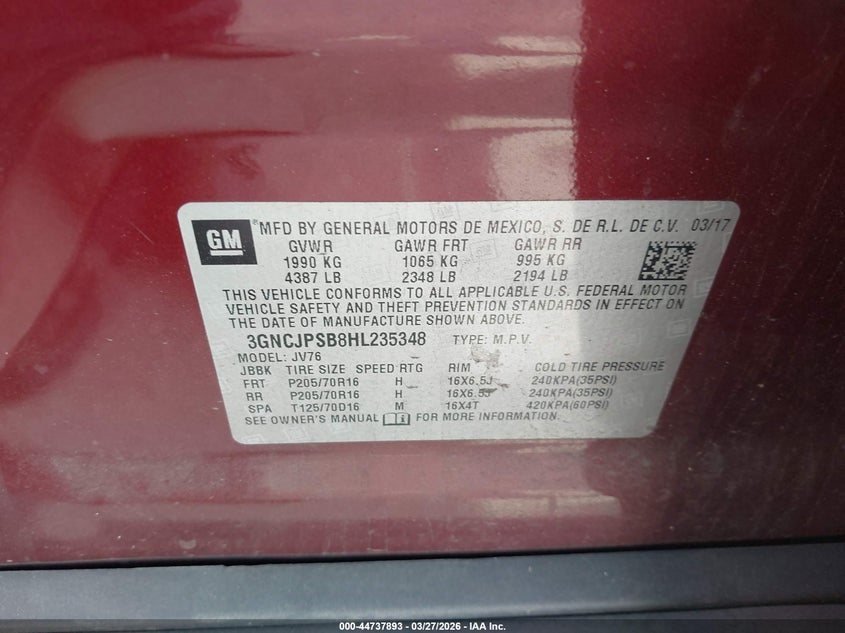 GM ® MFD BY GENERAL MOTORS DE MEXICO, S. DE R.L. DE C.V. 03/17
GVWR GAWR FRT GAWR RR
1990 KG 1065 KG 995 KG
4387 LB 2348 LB 2194 LB
THIS VEHICLE CONFORMS TO ALL APPLICABLE U.S. FEDERAL MOTOR
VEHICLE SAFETY AND THEFT PREVENTION STANDARDS IN EFFECT ON
THE DATE OF MANUFACTURE SHOWN ABOVE.
3GNCJPSB8HL235348 TYPE: M.P.V.
MODEL: JV76
JBBK TIRE SIZE SPEED RTG RIM COLD TIRE PRESSURE
FRT P205/70R16 H 16X6.5J 240KPA(35PSI)
RR P205/70R16 H 16X6.5J 240KPA(35PSI)
SPA T125/70D16 M 16X4T 420KPA(60PSI)
SEE OWNER'S MANUAL FOR MORE INFORMATION.
000-44737893 | 03/27/2026 – IAA Inc.